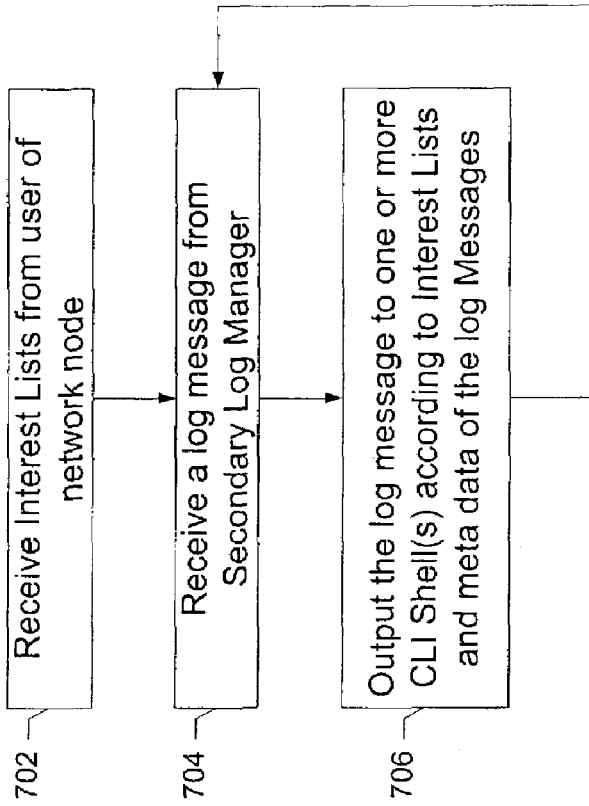 702
Receive Interest Lists from user of
network node
704
Receive a log message from
Secondary Log Manager
706
Output the log message to one or more
CLI Shell(s) according to Interest Lists
and meta data of the log Messages